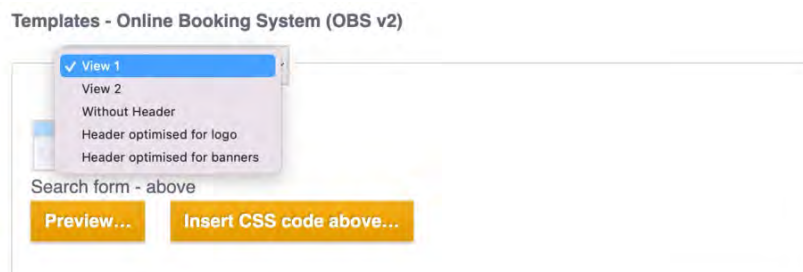 Templates - Online Booking System (OBS v2)
✓ View 1
View 2
Without Header
Header optimised for logo
Header optimised for banners
Search form - above
Preview...
Insert CSS code above...